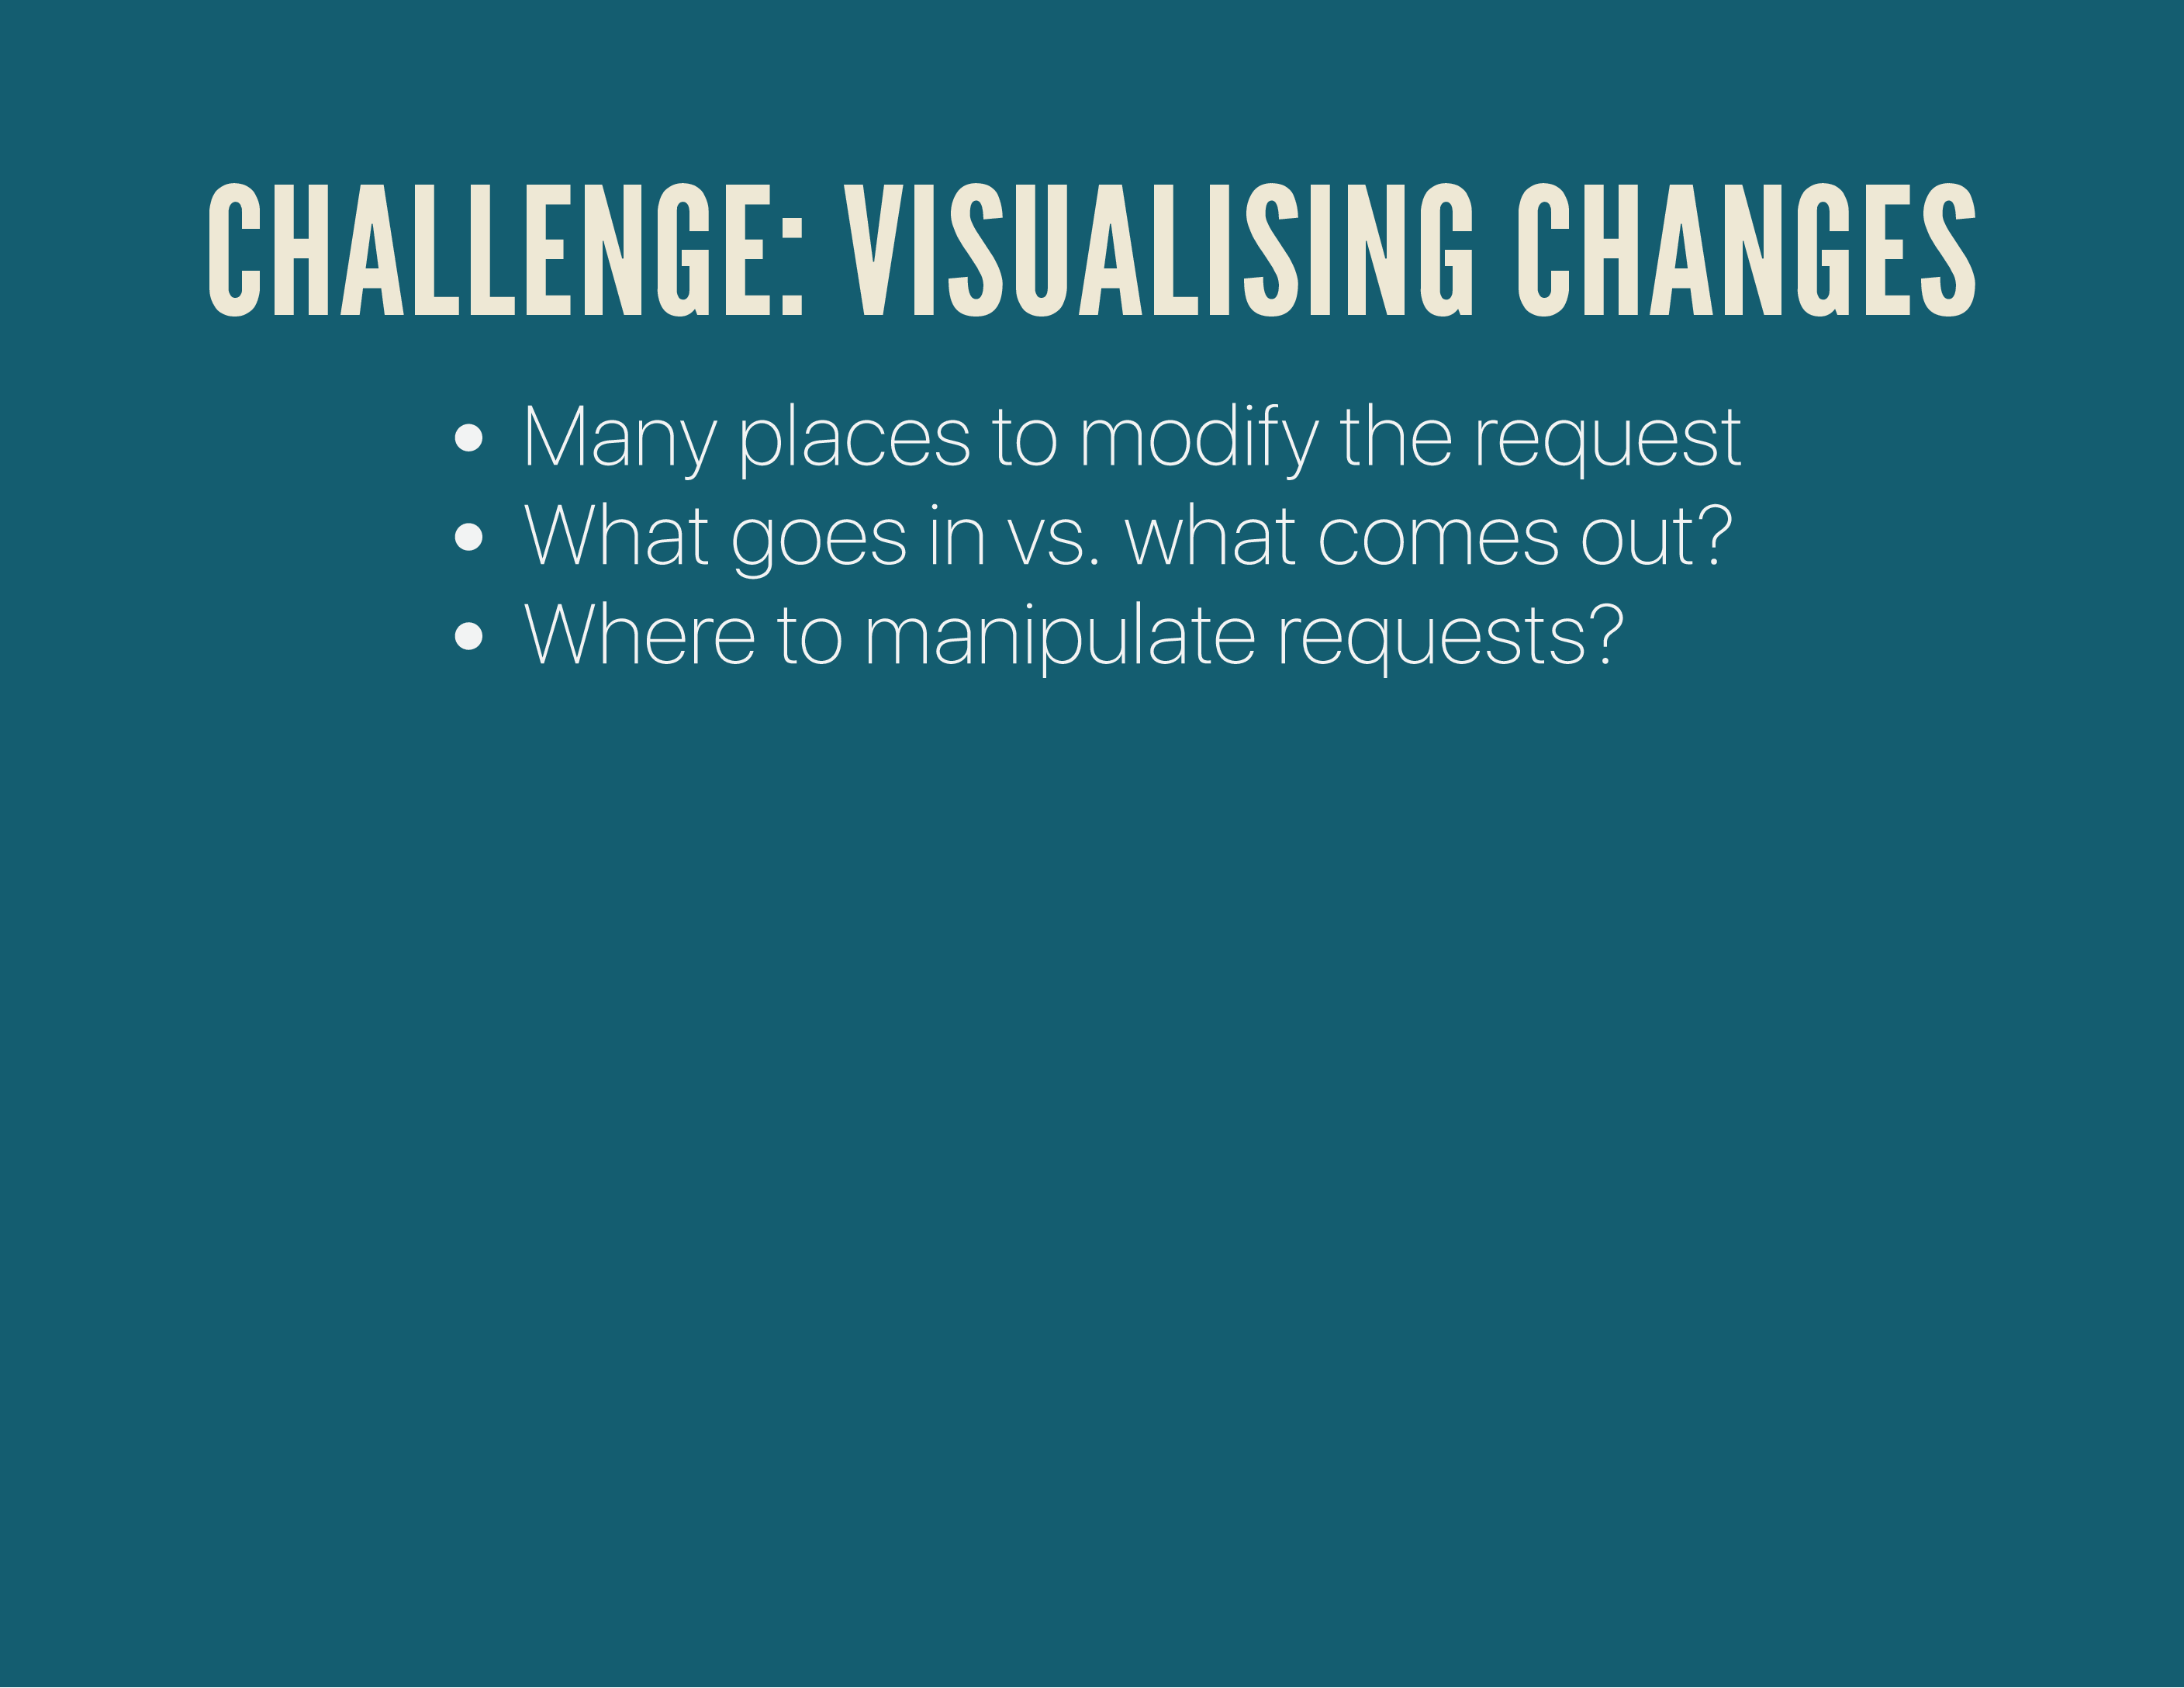 CHALLENGE: VISUALISING CHANGES
• Many places to modify the request
• What goes in vs. what comes out?
• Where to manipulate requests?